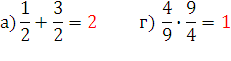 а) 1/2 + 3/2 = 2 г) 4/9 · 9/4 = 1